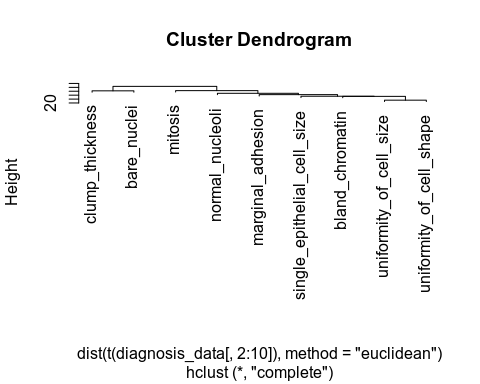 Cluster Dendrogram
Height
20
clump_thickness
bare_nuclei
mitosis
normal_nucleoli
marginal_adhesion
single_epithelial_cell_size
bland_chromatin
uniformity_of_cell_size
uniformity_of_cell_shape
dist(t(diagnosis_data[, 2:10]), method = "euclidean")
hclust (*, "complete")